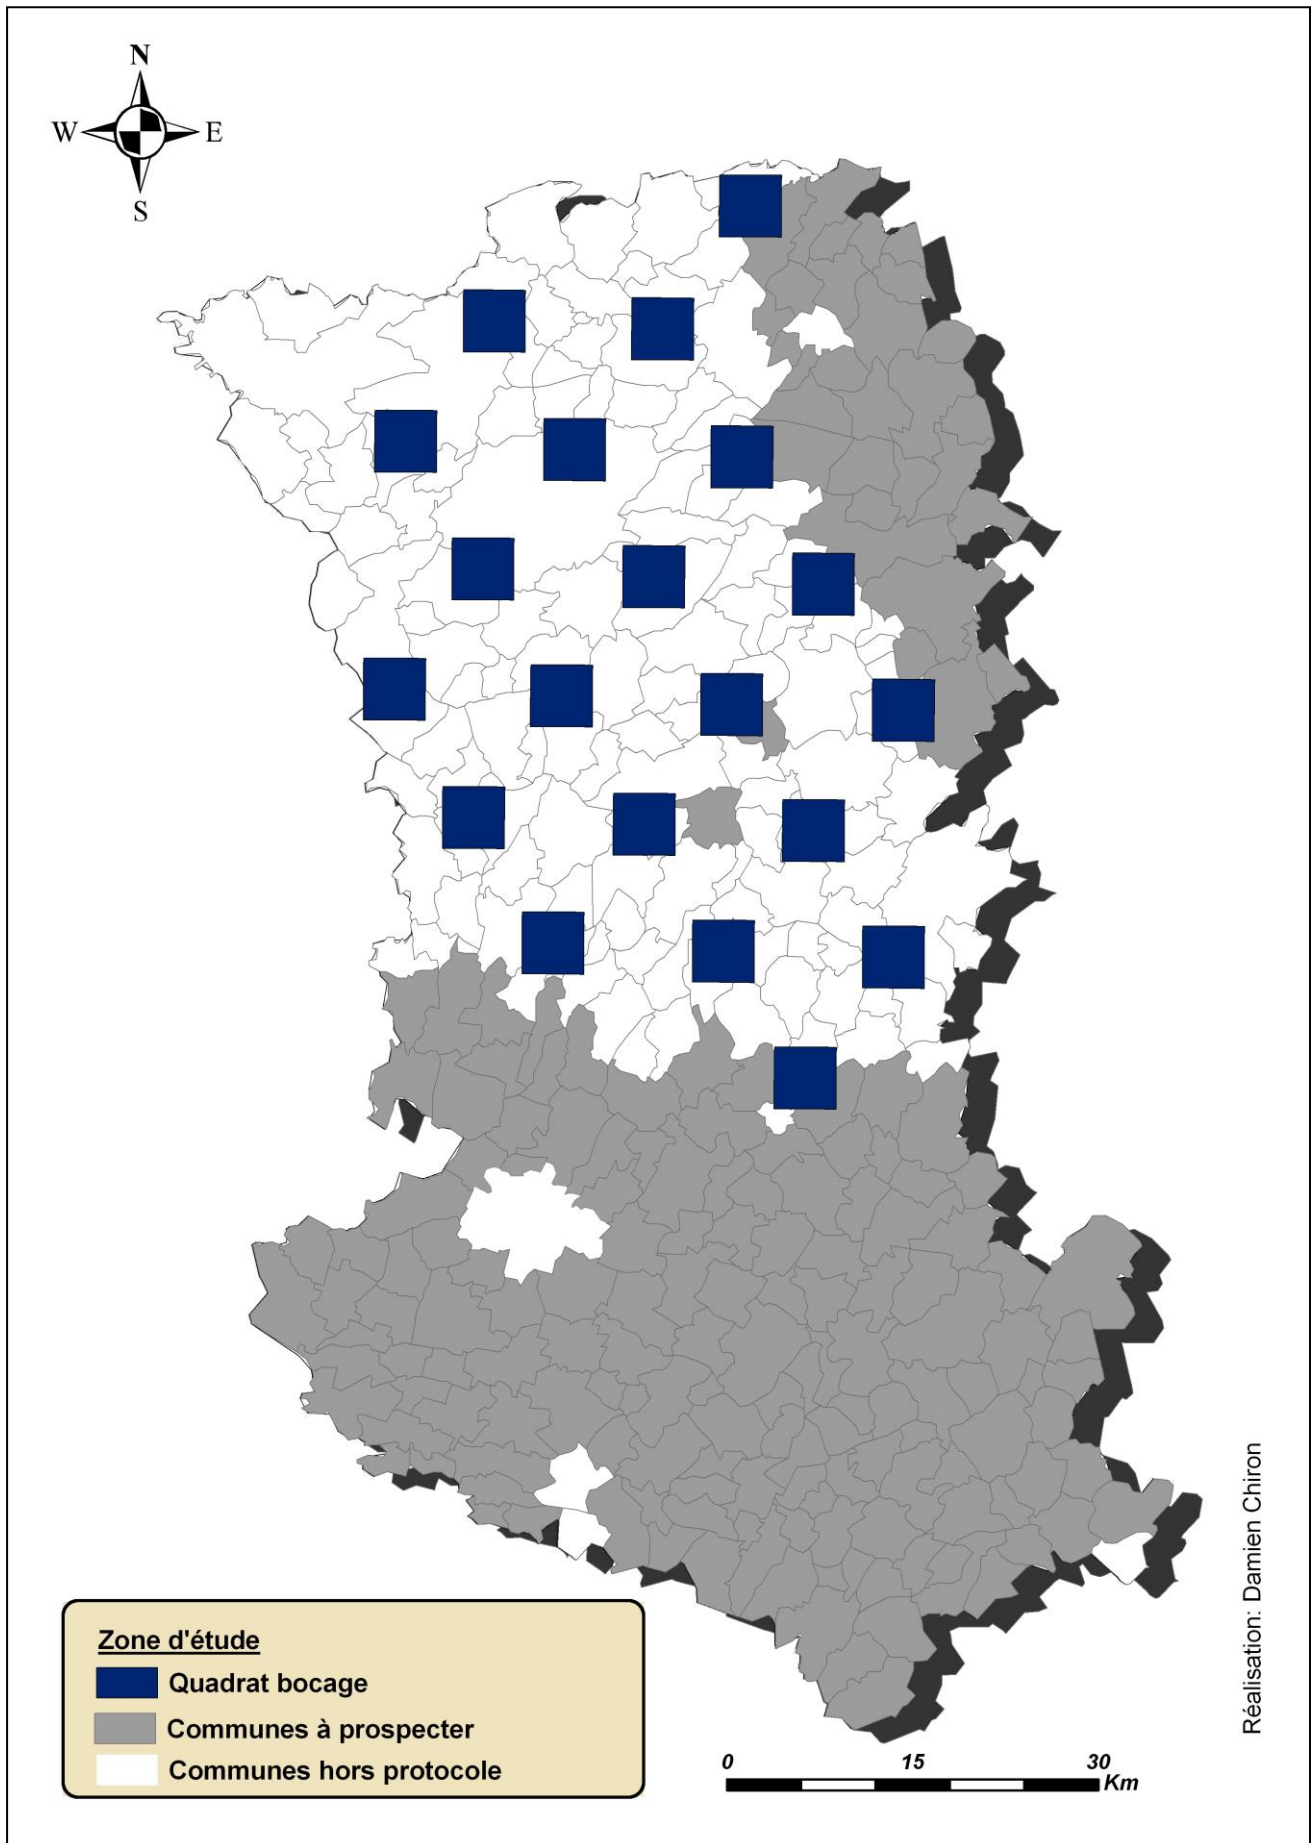 N
W E
S
Zone d'étude
Quadrat bocage
Communes à prospecter
Communes hors protocole
0 15 30
Km
Réalisation: Damien Chiron